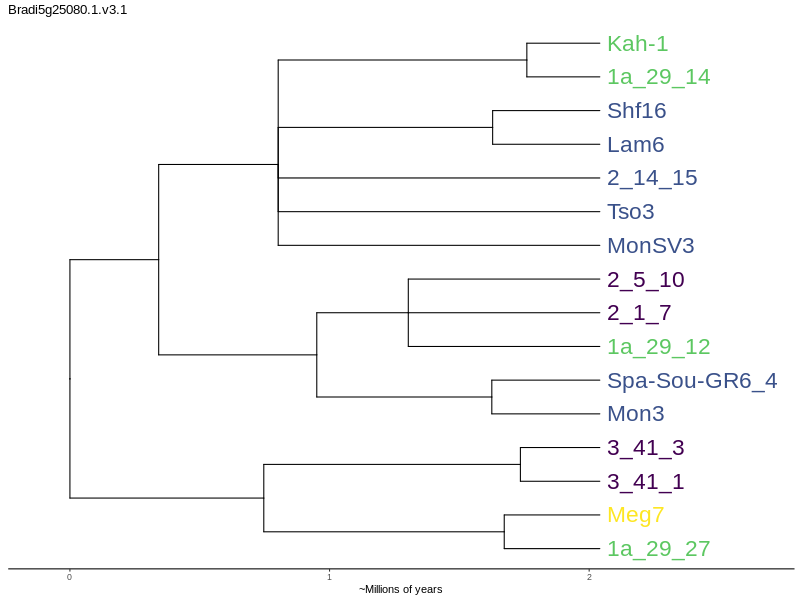 Bradi5g25080.1.v3.1
Kah-1
1a_29_14
Shf16
Lam6
2_14_15
Tso3
MonSV3
2_5_10
2_1_7
1a_29_12
Spa-Sou-GR6_4
Mon3
3_41_3
3_41_1
Meg7
1a_29_27
0 1 2
~Millions of years